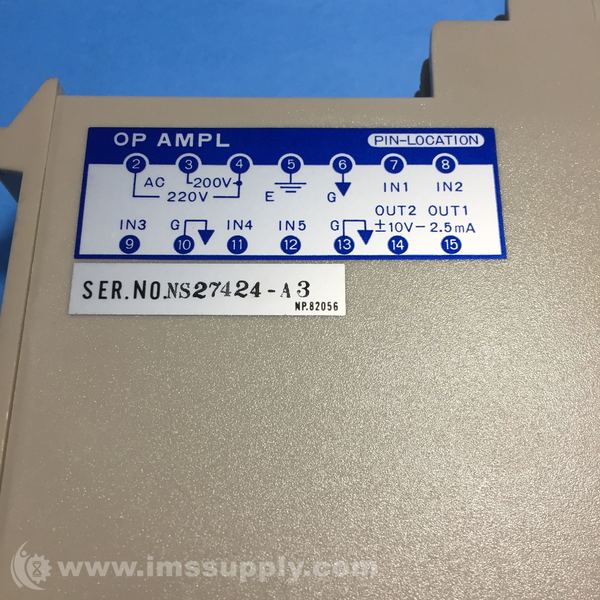 OP AMPL PIN-LOCATION
2 3 4 5 6 7 8
AC 200V E G IN1 IN2
220V
IN3 G IN4 IN5 G OUT2 OUT1
±10V-2.5mA
9 10 11 12 13 14 15
SER.NO.NS27424-A3
NP.82056
www.imssupply.com